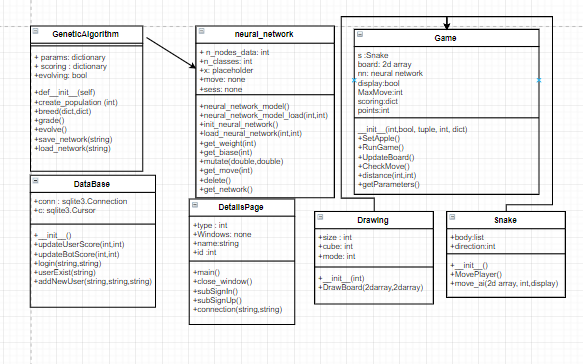 GeneticAlgorithm
+ params: dictionary
+ scoring : dictionary
+evolving: bool
+def__init__(self)
+create_population (int)
+breed(dict,dict)
+grade()
+evolve()
+save_network(string)
+load_network(string)
neural_network
+ n_nodes_data: int
+n_classes: int
+x: placeholder
+move: none
+sess: none
+neural_network_model()
+neural_network_model_load(int,int)
+init_neural_network()
+load_neural_network(int,int)
+get_weight(int)
+get_biase(int)
+mutate(double,double)
+get_move(int)
+delete()
+get_network()
Game
s :Snake
board: 2d array
nn: neural network
display:bool
MaxMove:int
scoring:dict
points:int
__init__(int,bool, tuple, int, dict)
+SetApple()
+RunGame()
+UpdateBoard()
+CheckMove()
+distance(int,int)
+getParameters()
DataBase
+conn : sqlite3.Connection
+c: sqlite3.Cursor
+__init__()
+updateUserScore(int,int)
+updateBotScore(int,int)
+login(string,string)
+userExist(string)
+addNewUser(string,string,string)
DetailsPage
+type : int
+Windows: none
+name:string
+id :int
+main()
+close_window()
+subSignIn()
+subSignUp()
+connection(string,string)
Drawing
+size : int
+cube: int
+mode: int
+__init__(int)
+DrawBoard(2darray,2darray)
Snake
+body:list
+direction:int
+__init__()
+MovePlayer()
+move_ai(2d array, int,display)